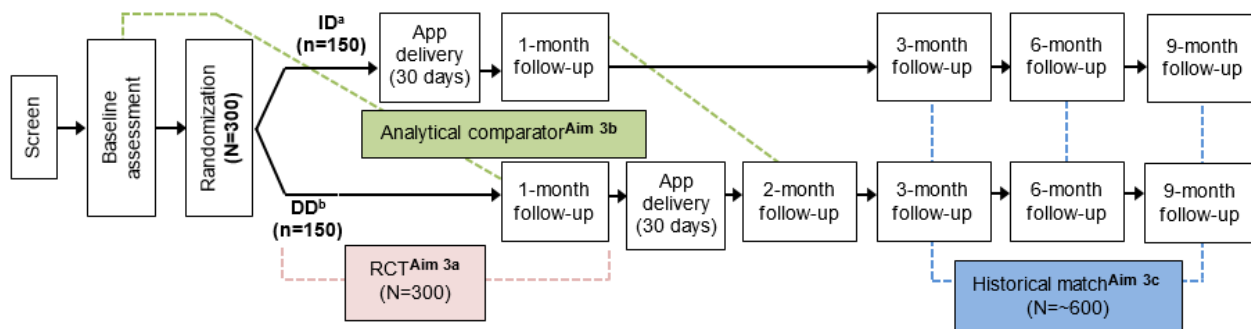 Screen
Baseline
assessment
Randomization
(N=300)
IDᵃ
(n=150)
App
delivery
(30 days)
1-month
follow-up
3-month
follow-up
6-month
follow-up
9-month
follow-up
Analytical comparatorᴬⁱᵐ ³ᵇ
DDᵇ
(n=150)
1-month
follow-up
App
delivery
(30 days)
2-month
follow-up
3-month
follow-up
6-month
follow-up
9-month
follow-up
RCTᴬⁱᵐ ³ᵃ
(N=300)
Historical matchᴬⁱᵐ ³ᶜ
(N=~600)